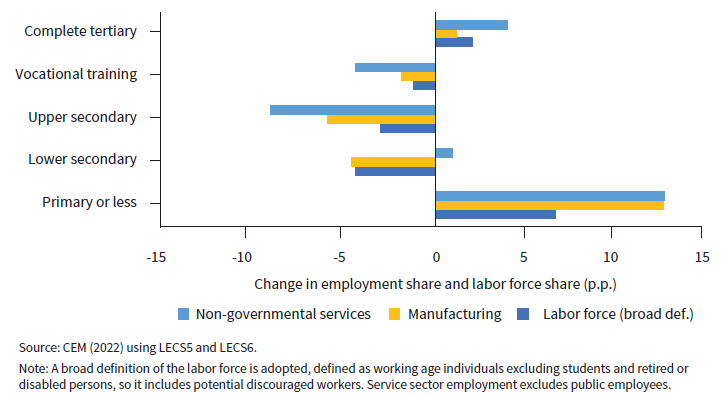 Complete tertiary
Vocational training
Upper secondary
Lower secondary
Primary or less
-15 -10 -5 0 5 10 15
Change in employment share and labor force share (p.p.)
Non-governmental services Manufacturing Labor force (broad def.)
Source: CEM (2022) using LECS5 and LECS6.
Note: A broad definition of the labor force is adopted, defined as working age individuals excluding students and retired or
disabled persons, so it includes potential discouraged workers. Service sector employment excludes public employees.